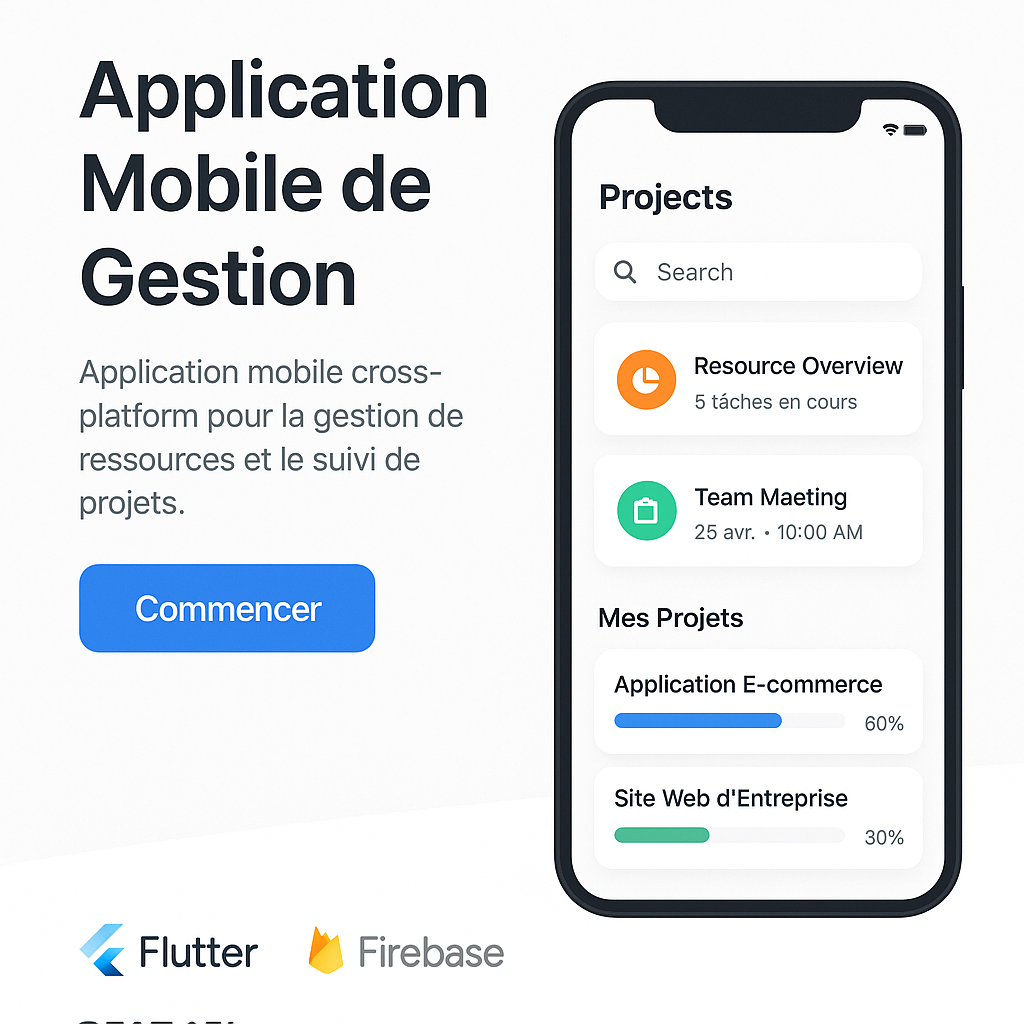 Application
Mobile de
Gestion
Application mobile cross-
platform pour la gestion de
ressources et le suivi de
projets.
Commencer
Flutter
Firebase
Projects
Search
Resource Overview
5 táches en cours
Team Maeting
25 avr. • 10:00 AM
Mes Projets
Application E-commerce
60%
Site Web d'Entreprise
30%